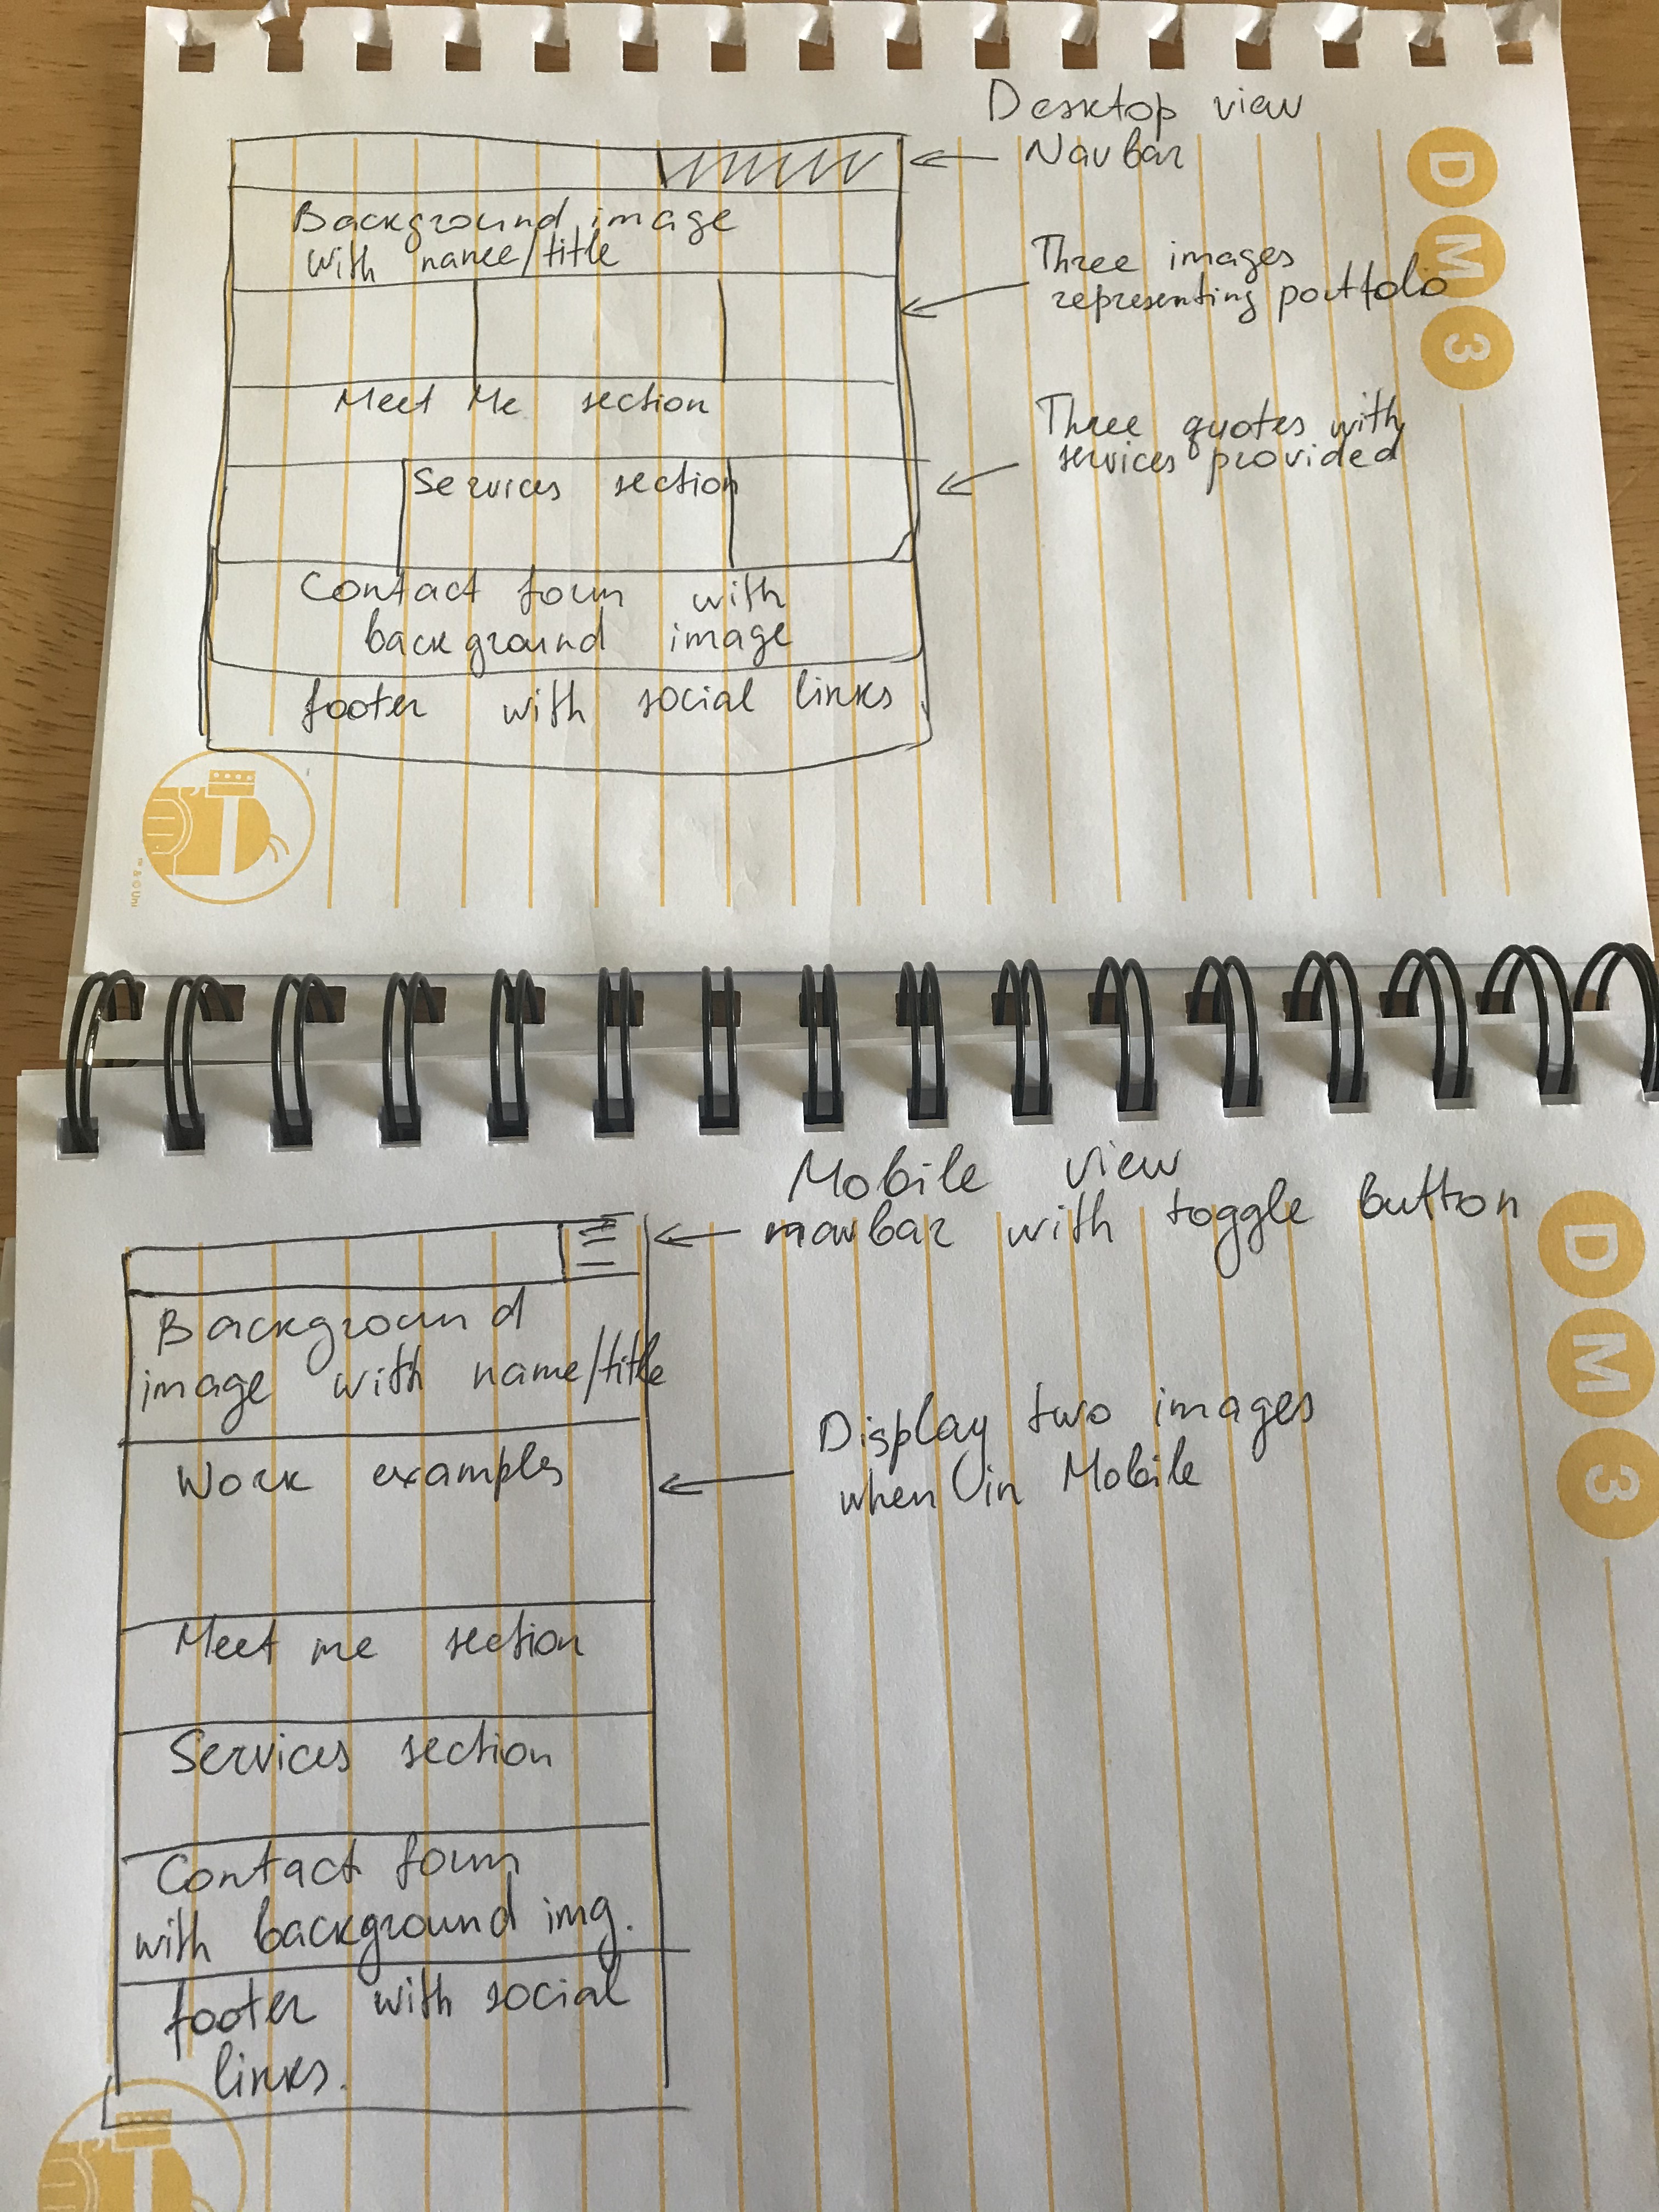 Desktop view
Navbar
Background image
with name/title
Three images
representing portfolio
Meet Me section
Three quotes with
services provided
Services section
Contact form with
background image
footer with social links
DM3
™ & © Uni
Mobile view
navbar with toggle button
Background
image with name/title
Display two images
when in Mobile
Work examples
Meet me section
Services section
Contact form
with background img.
footer with social
links.
DM3